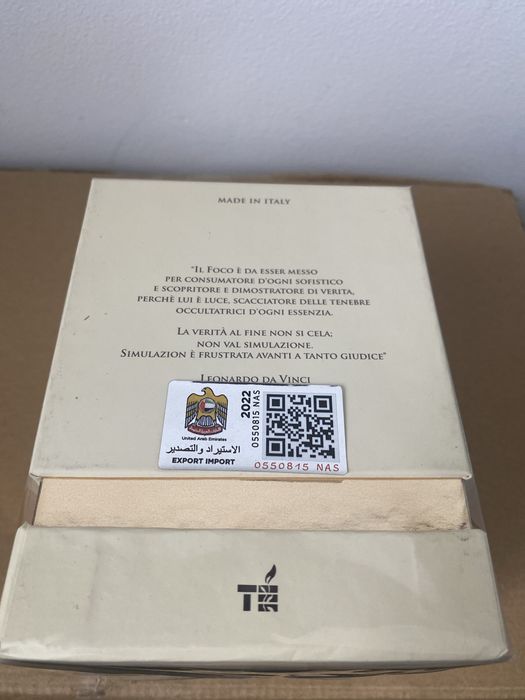 MADE IN ITALY
"IL FOCO È DA ESSER MESSO
PER CONSUMATORE D'OGNI SOFISTICO
E SCOPRITORE E DIMOSTRATORE DI VERITA,
PERCHÈ LUI È LUCE, SCACCIATORE DELLE TENEBRE
OCCULTATRICI D'OGNI ESSENZIA.
LA VERITÀ AL FINE NON SI CELA;
NON VAL SIMULAZIONE.
SIMULAZION È FRUSTRATA AVANTI A TANTO GIUDICE"
LEONARDO DA VINCI
United Arab Emirates
الاستيراد والتصدير
EXPORT IMPORT
2022
0550815 NAS
0550815 NAS